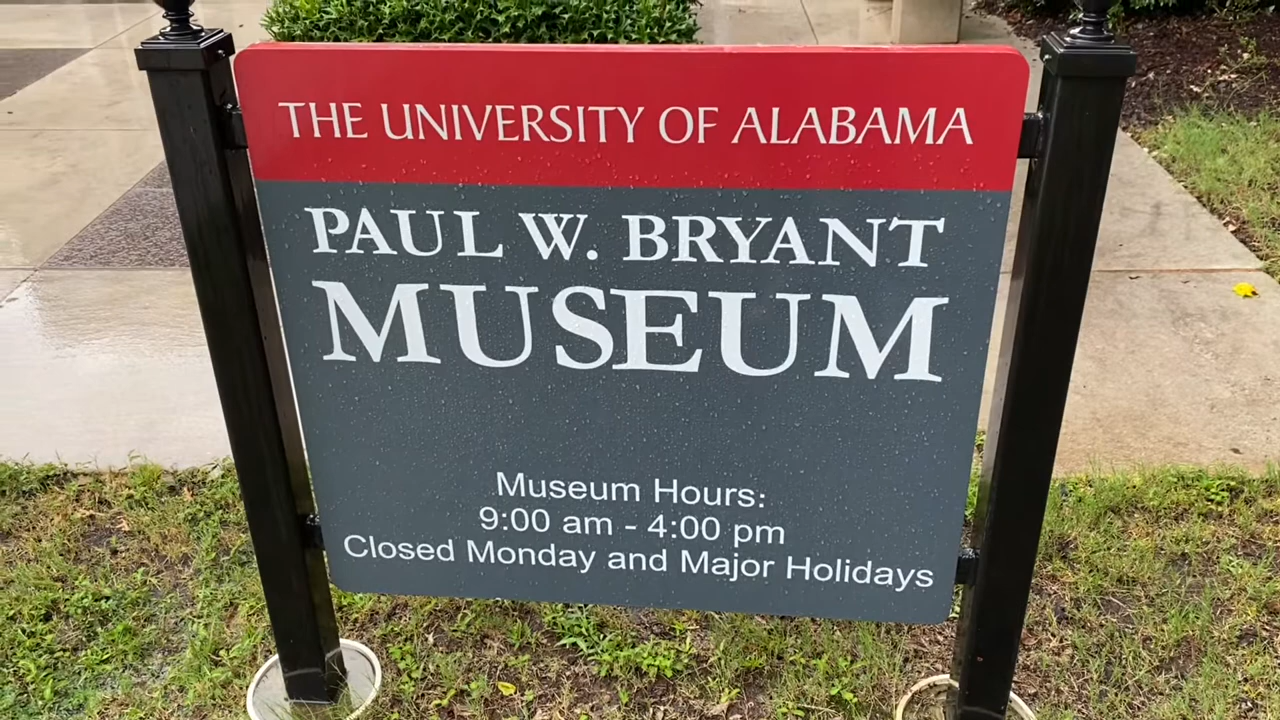 THE UNIVERSITY OF ALABAMA
PAUL W. BRYANT
MUSEUM
Museum Hours:
9:00 am - 4:00 pm
Closed Monday and Major Holidays